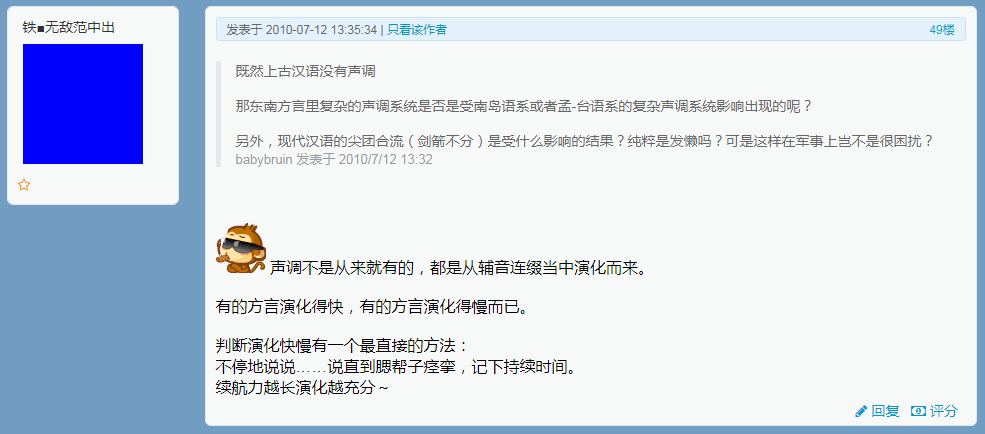 铁■无敌范中出
发表于 2010-07-12 13:35:34 | 只看该作者
49楼
既然上古汉语没有声调
那东南方言里复杂的声调系统是否是受南岛语系或者孟-台语系的复杂声调系统影响出现的呢？
另外，现代汉语的尖团合流（剑箭不分）是受什么影响的结果？纯粹是发懒吗？可是这样在军事上岂不是很困扰？
babybruin 发表于 2010/7/12 13:32
声调不是从来就有的，都是从辅音连缀当中演化而来。
有的方言演化得快，有的方言演化得慢而已。
判断演化快慢有一个最直接的方法：
不停地说说……说直到腮帮子痉挛，记下持续时间。
续航力越长演化越充分～
回复 评分